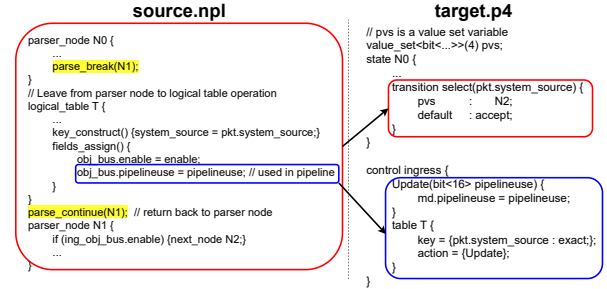 source.npl
parser_node N0 {
...
parse_break(N1);
}
// Leave from parser node to logical table operation
logical_table T {
...
key_construct() {system_source = pkt.system_source;}
fields_assign() {
obj_bus.enable = enable;
obj_bus.pipelineuse = pipelineuse; // used in pipeline
}
}
parse_continue(N1); // return back to parser node
parser_node N1 {
if (ing_obj_bus.enable) {next_node N2;}
...
}
target.p4
// pvs is a value set variable
value_set<bit<...>>(4) pvs;
state N0 {
...
transition select(pkt.system_source) {
pvs : N2;
default : accept;
}
}
control ingress {
Update(bit<16> pipelineuse) {
md.pipelineuse = pipelineuse;
}
table T {
key = {pkt.system_source : exact;};
action = {Update};
}
}